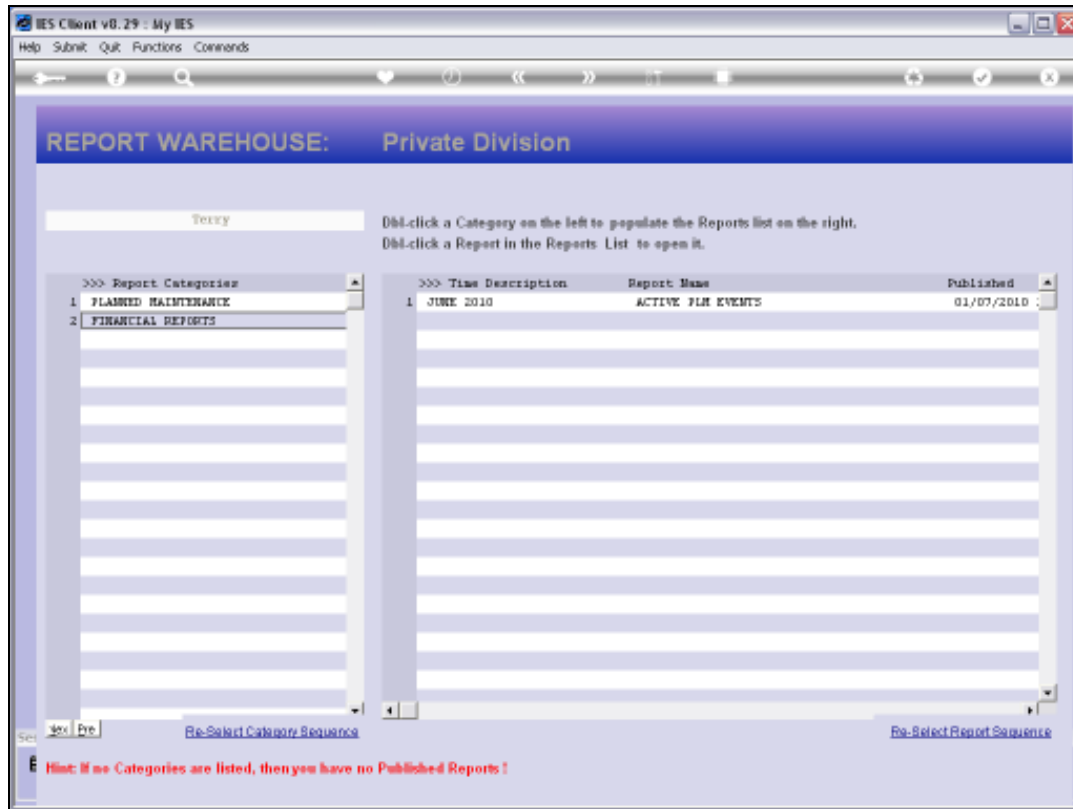 IES Client v8.29 : My IES
Help Submit Quit Functions Commands
REPORT WAREHOUSE: Private Division
Terry
Dbl-click a Category on the left to populate the Reports list on the right.
Dbl-click a Report in the Reports List to open it.
>>> Report Categories
1 PLANNED MAINTENANCE
2 FINANCIAL REPORTS
>>> Time Description Report Name Published
1 JUNE 2010 ACTIVE PLM EVENTS 01/07/2010
Nex Pre
Re-Select Category Sequence
Re-Select Report Sequence
Hint: If no Categories are listed, then you have no Published Reports !